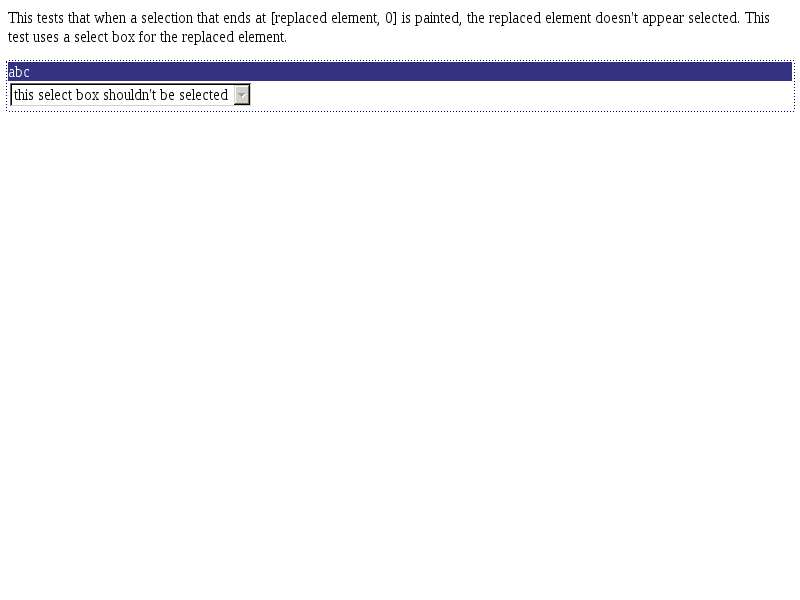 This tests that when a selection that ends at [replaced element, 0] is painted, the replaced element doesn't appear selected. This
test uses a select box for the replaced element.
abc
this select box shouldn't be selected